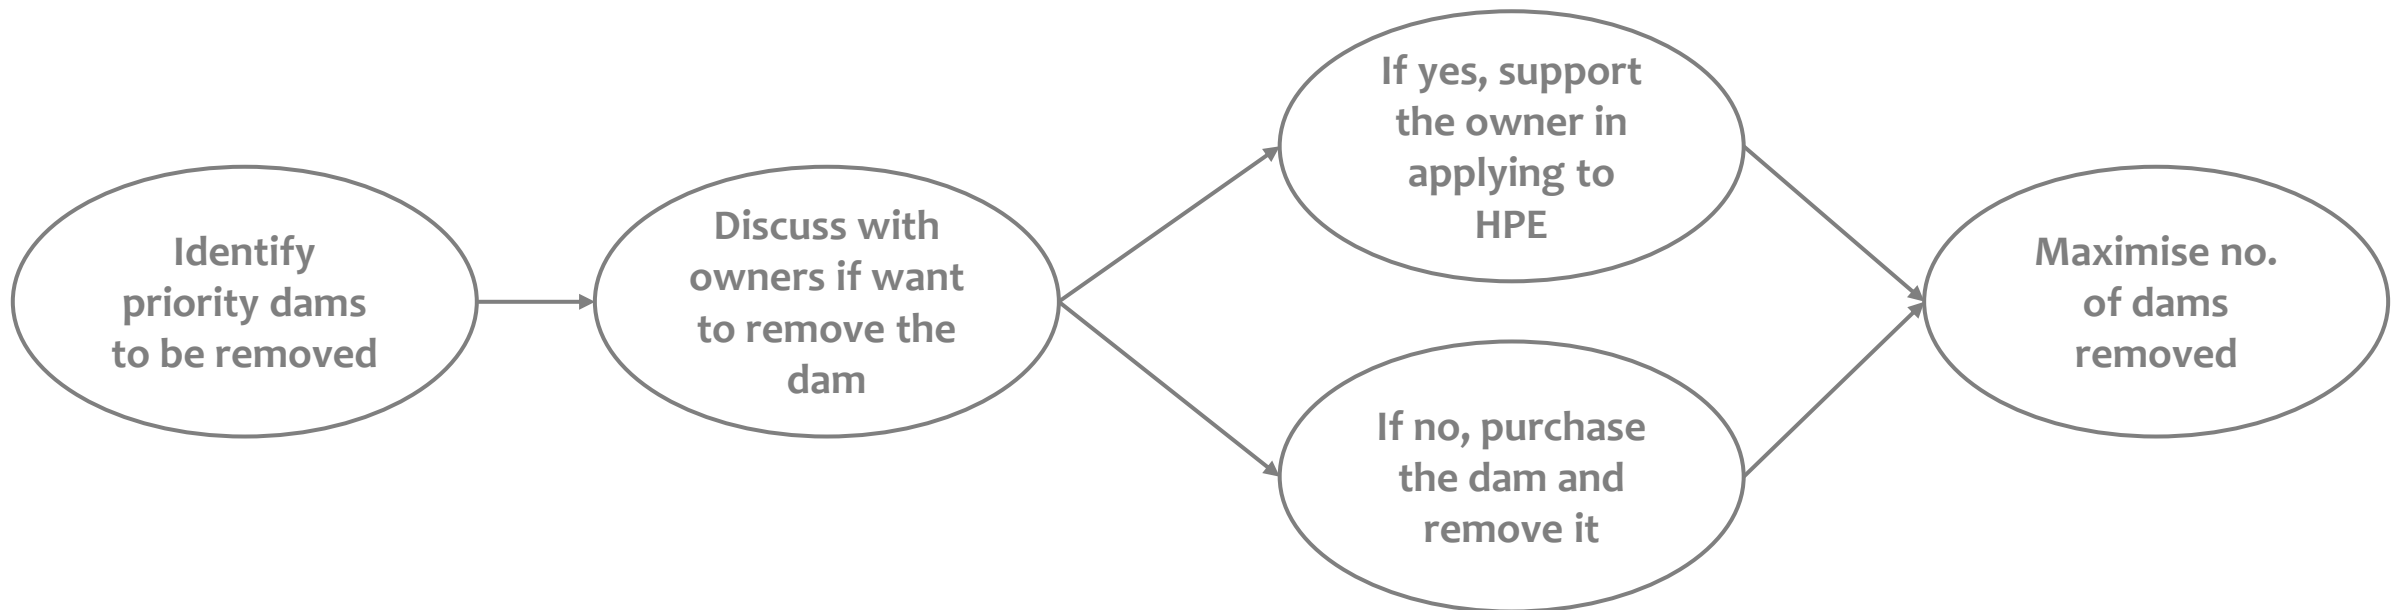 Identify
priority dams
to be removed
Discuss with
owners if want
to remove the
dam
If yes, support
the owner in
applying to
HPE
If no, purchase
the dam and
remove it
Maximise no.
of dams
removed